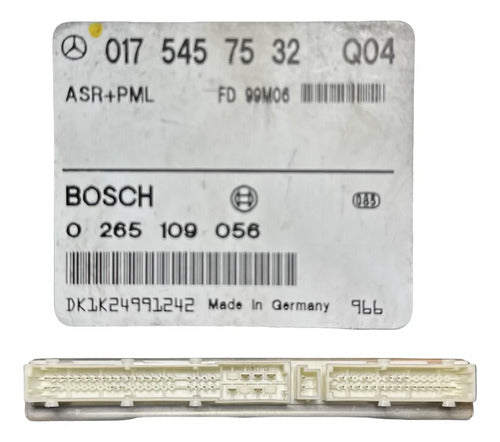 017 545 75 32 Q04
ASR+PML FD 99M06
BOSCH
0 265 109 056
DK1K24991242 Made in Germany 966